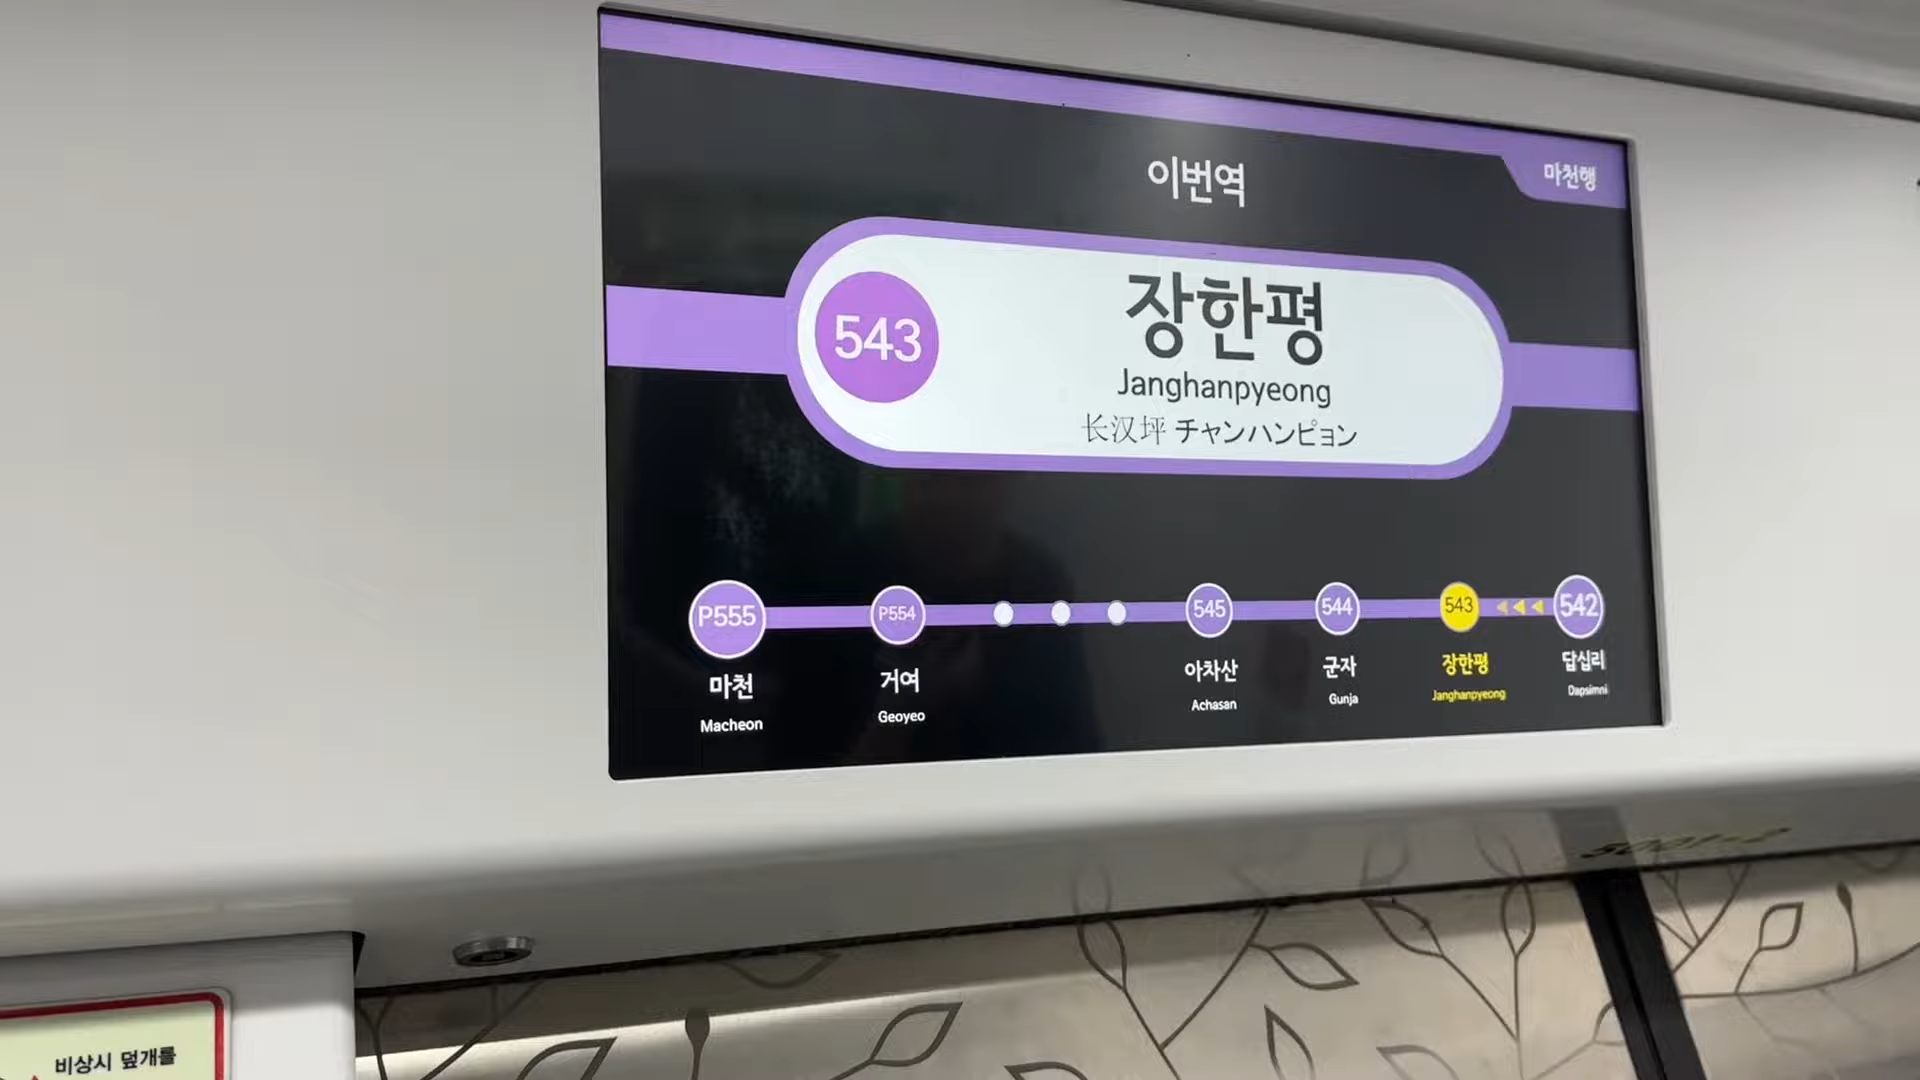 이번역
마천행
543
장한평
Janghanpyeong
长汉坪 チャンハンピョン
P555 P554 545 544 543 542
마천 거여 아차산 군자 장한평 답십리
Macheon Geoyeo Achasan Gunja Janghanpyeong Dapsimni
비상시 덮개를